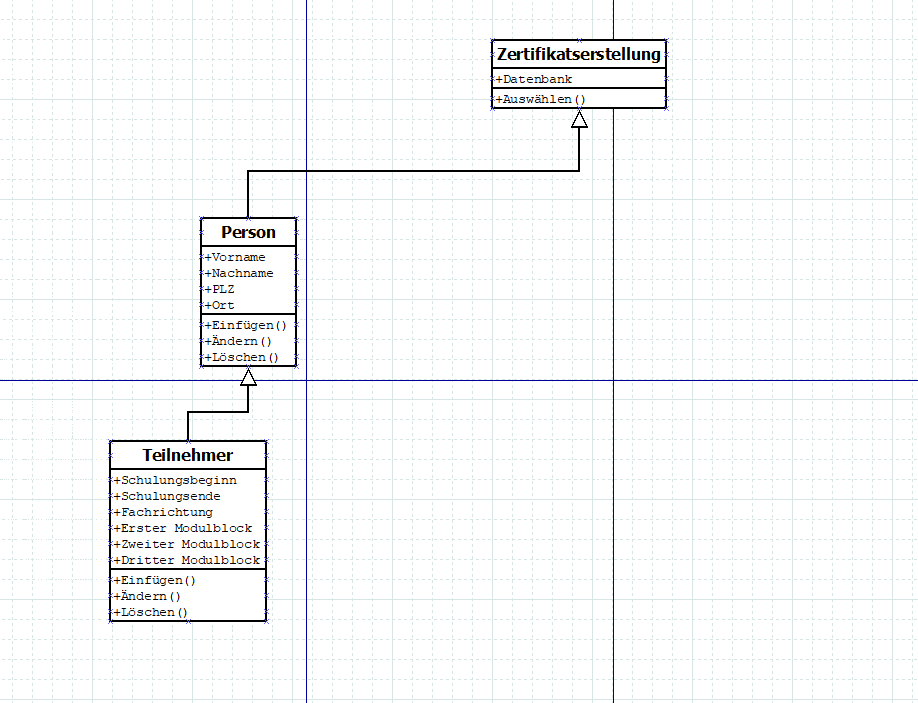 Zertifikatserstellung
+Datenbank
+Auswählen()
Person
+Vorname
+Nachname
+PLZ
+Ort
+Einfügen()
+Ändern()
+Löschen()
Teilnehmer
+Schulungsbeginn
+Schulungsende
+Fachrichtung
+Erster Modulblock
+Zweiter Modulblock
+Dritter Modulblock
+Einfügen()
+Ändern()
+Löschen()